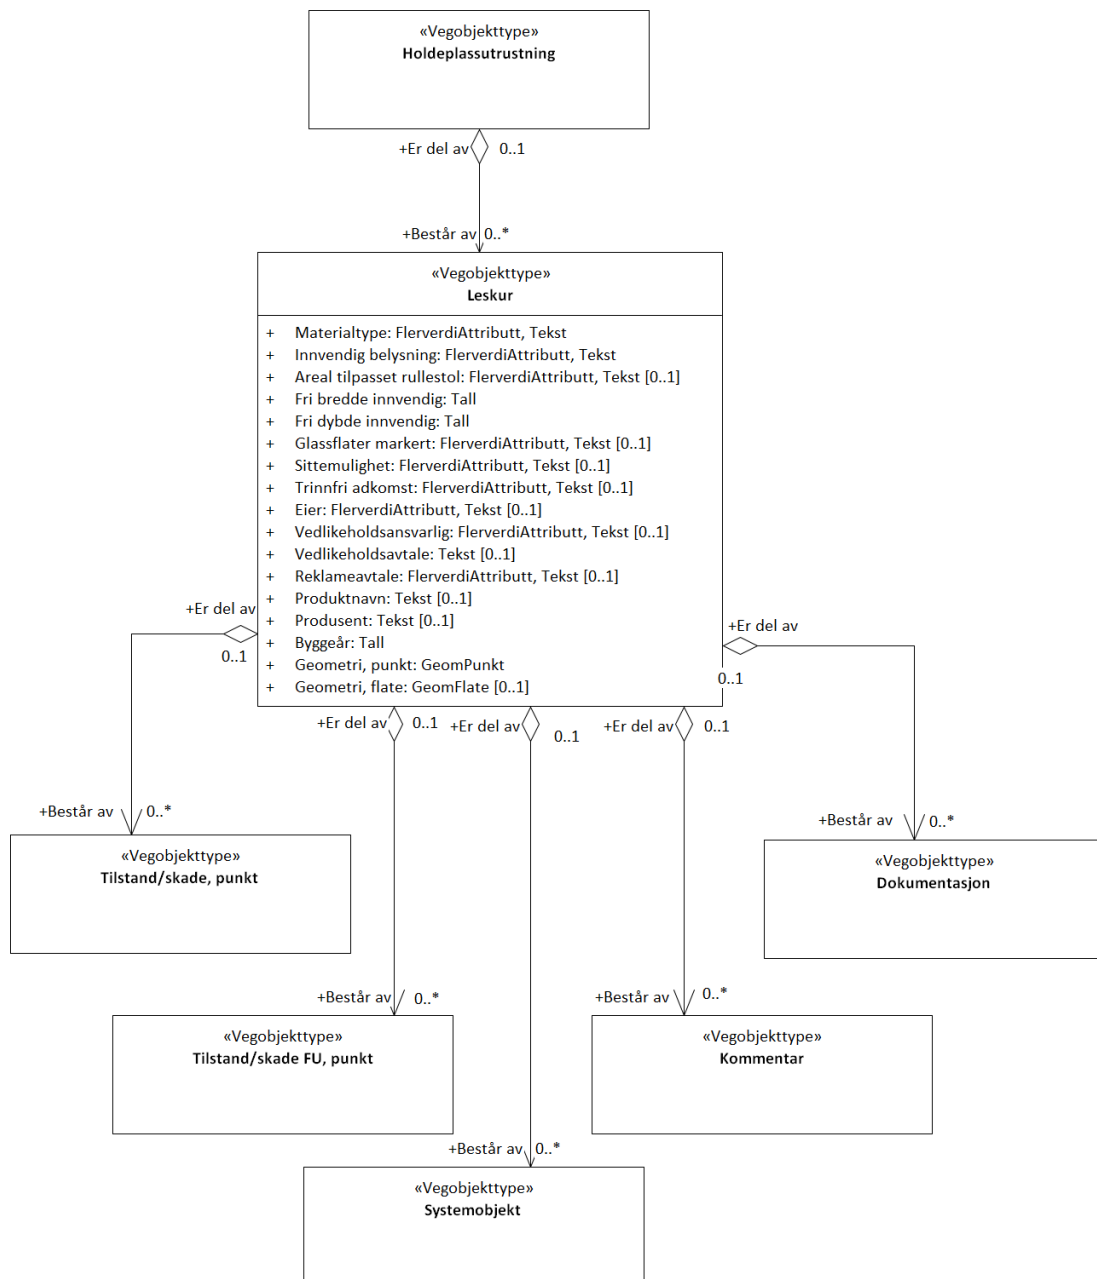 «Vegobjekttype»
Holdeplassutrustning
+Er del av 0..1
+Består av 0..*
«Vegobjekttype»
Leskur
+ Materialtype: FlerverdiAttributt, Tekst
+ Innvendig belysning: FlerverdiAttributt, Tekst
+ Areal tilpasset rullestol: FlerverdiAttributt, Tekst [0..1]
+ Fri bredde innvendig: Tall
+ Fri dybde innvendig: Tall
+ Glassflater markert: FlerverdiAttributt, Tekst [0..1]
+ Sittemulighet: FlerverdiAttributt, Tekst [0..1]
+ Trinnfri adkomst: FlerverdiAttributt, Tekst [0..1]
+ Eier: FlerverdiAttributt, Tekst [0..1]
+ Vedlikeholdsansvarlig: FlerverdiAttributt, Tekst [0..1]
+ Vedlikeholdsavtale: Tekst [0..1]
+ Reklameavtale: FlerverdiAttributt, Tekst [0..1]
+ Produktnavn: Tekst [0..1]
+ Produsent: Tekst [0..1]
+ Byggeår: Tall
+ Geometri, punkt: GeomPunkt
+ Geometri, flate: GeomFlate [0..1]
+Er del av
0..1
+Er del av
0..1
+Er del av 0..1
+Er del av 0..1
+Er del av 0..1
+Består av 0..*
«Vegobjekttype»
Tilstand/skade, punkt
+Består av 0..*
«Vegobjekttype»
Dokumentasjon
+Består av 0..*
«Vegobjekttype»
Tilstand/skade FU, punkt
+Består av 0..*
«Vegobjekttype»
Kommentar
+Består av 0..*
«Vegobjekttype»
Systemobjekt